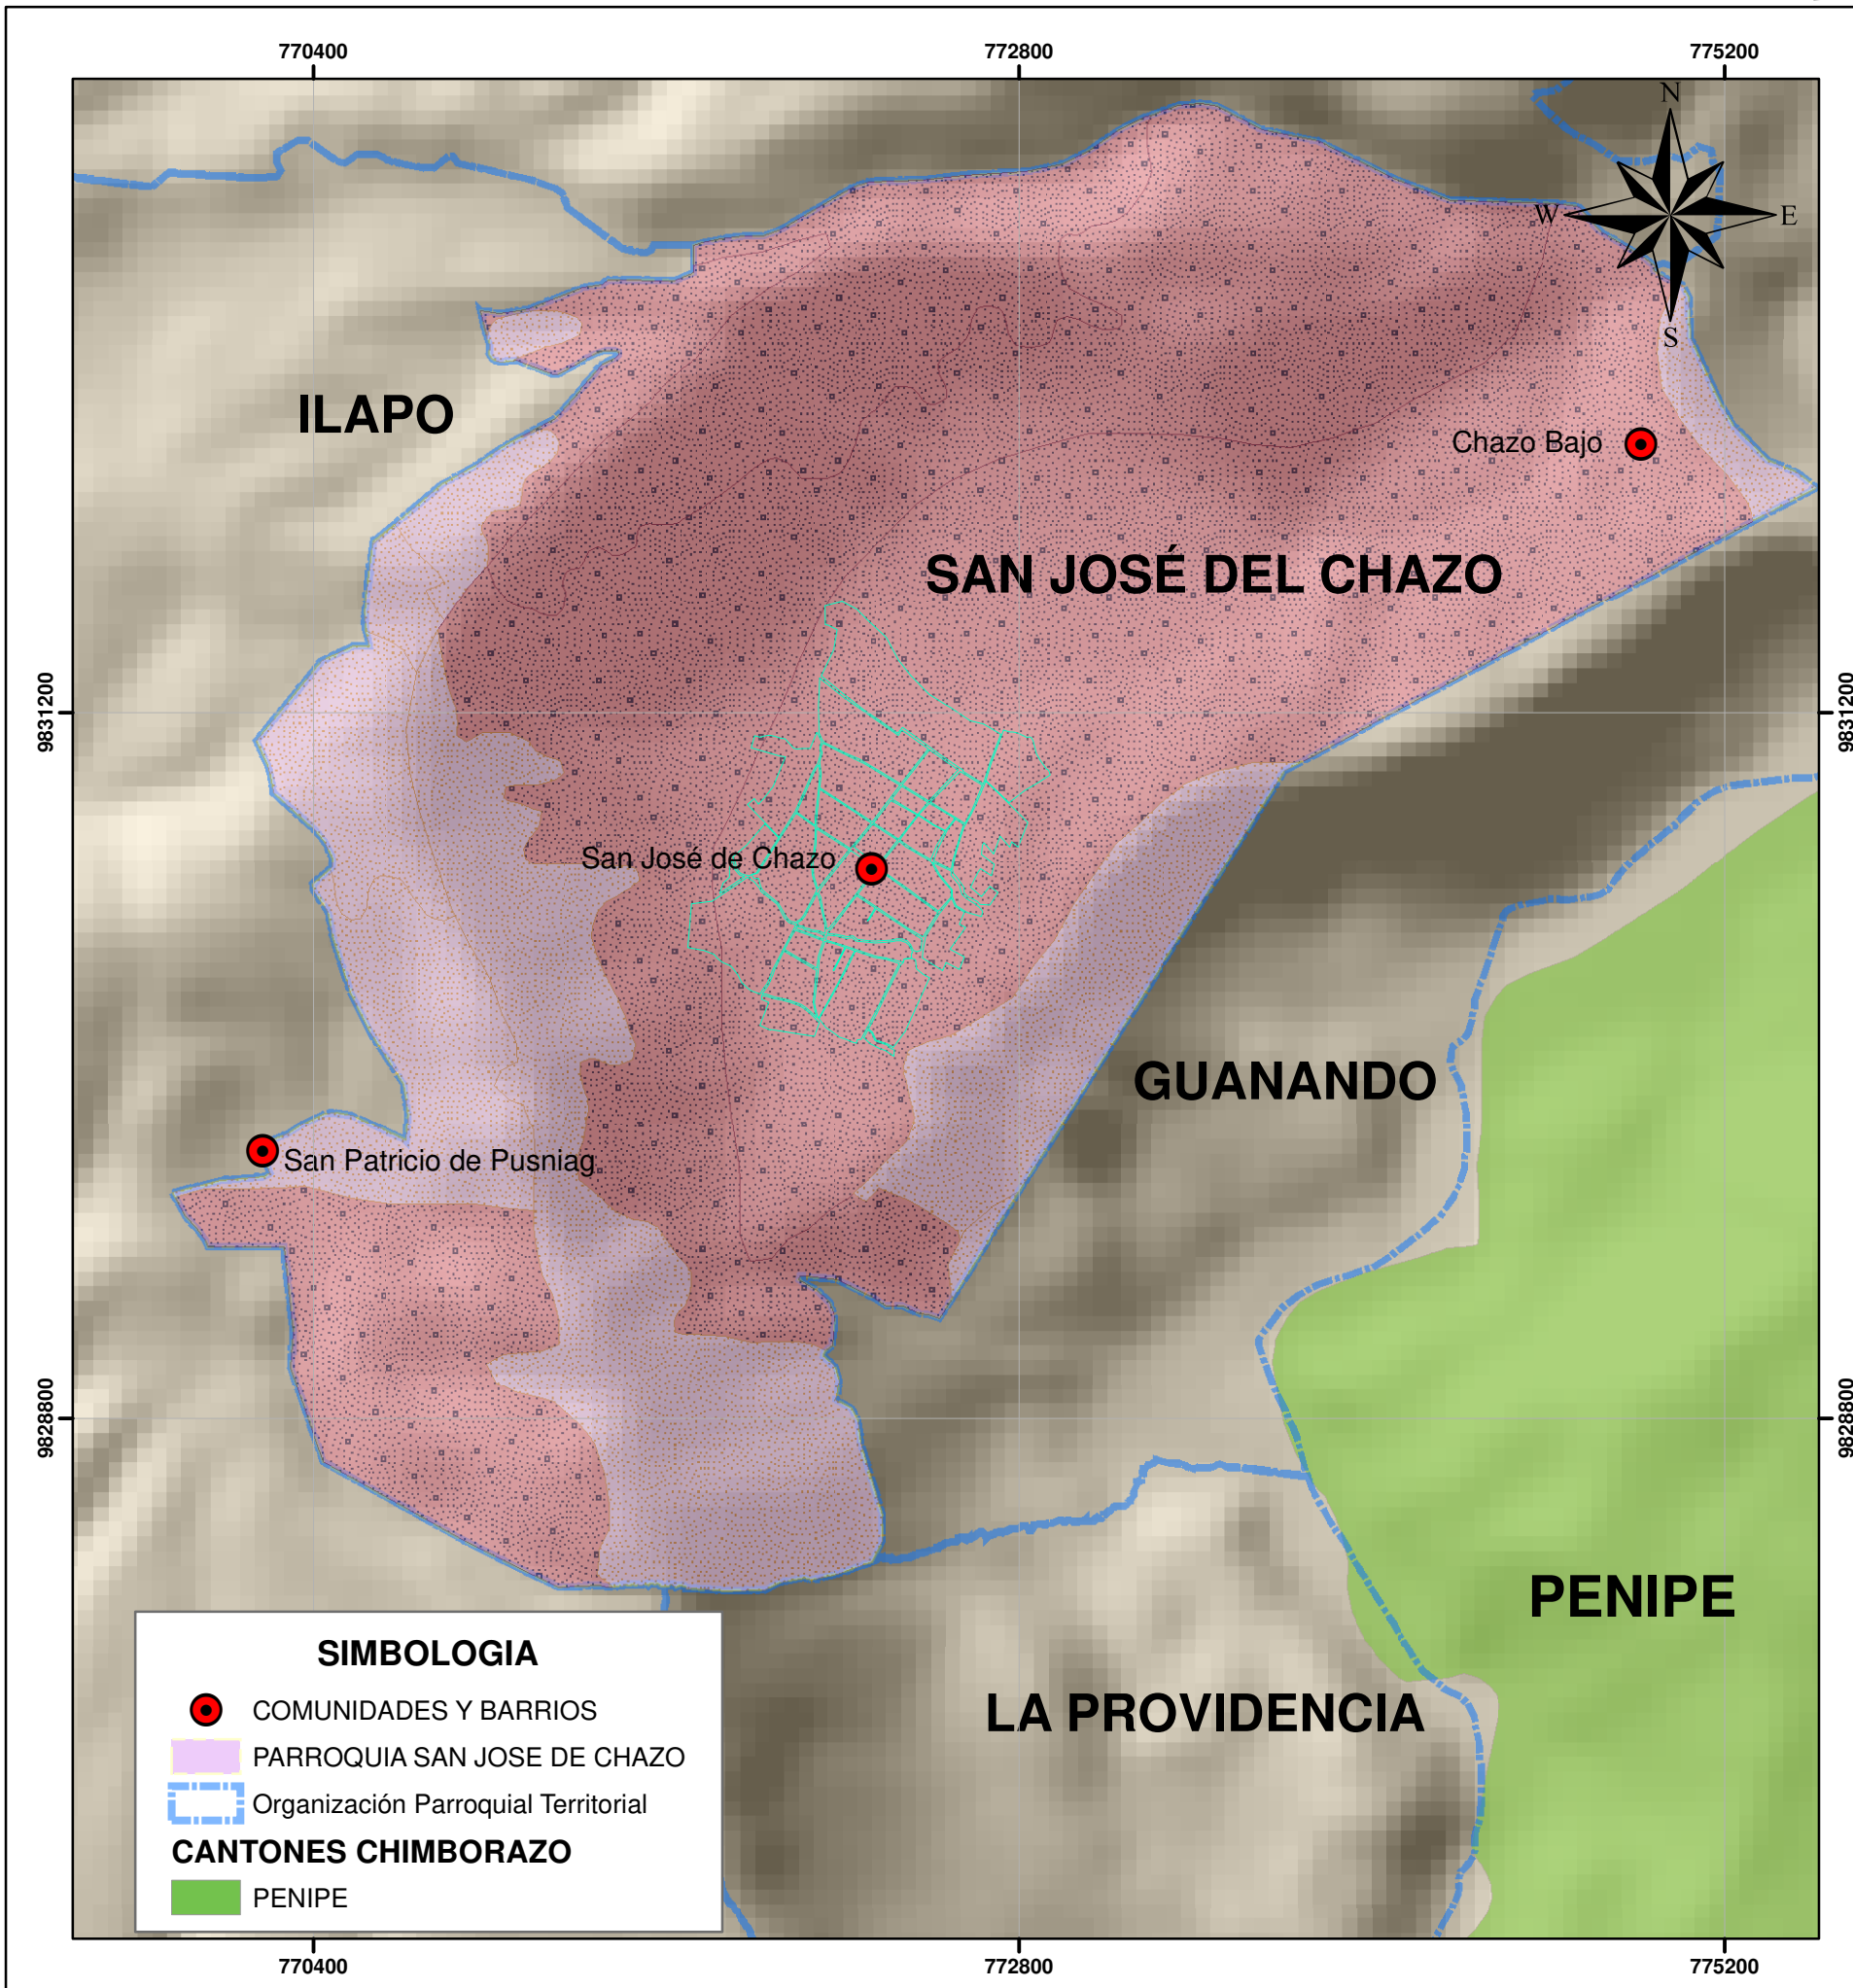 770400
772800
775200
N
W
E
S
ILAPO
Chazo Bajo
SAN JOSÉ DEL CHAZO
9831200
9831200
San José de Chazo
GUANANDO
San Patricio de Pusniag
9828800
9828800
PENIPE
LA PROVIDENCIA
SIMBOLOGIA
COMUNIDADES Y BARRIOS
PARROQUIA SAN JOSE DE CHAZO
Organización Parroquial Territorial
CANTONES CHIMBORAZO
PENIPE
770400
772800
775200